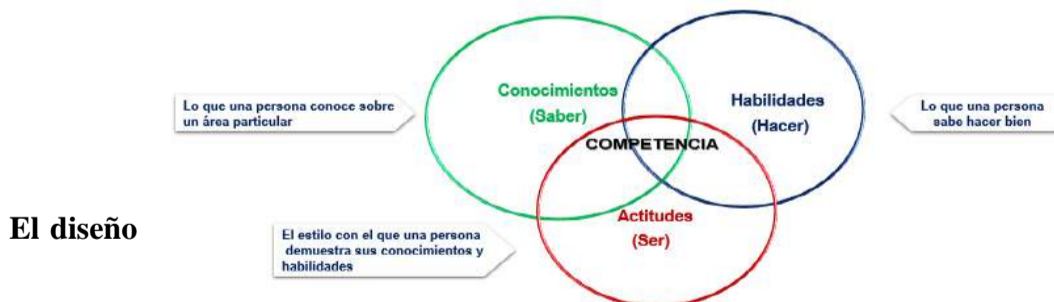 Conocimientos
(Saber)
Habilidades
(Hacer)
Lo que una persona conoce sobre
un área particular
Lo que una persona
sabe hacer bien
COMPETENCIA
Actitudes
(Ser)
El diseño
El estilo con el que una persona
demuestra sus conocimientos y
habilidades